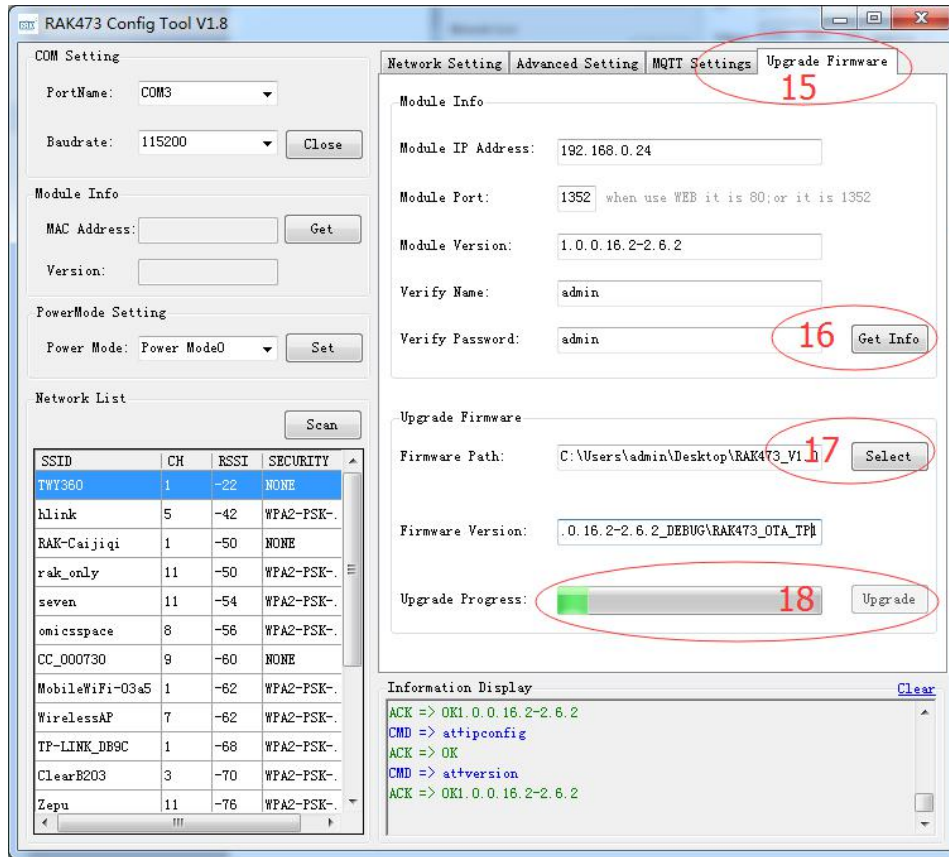 RAK473 Config Tool V1.8
COM Setting
PortName: COM3
Baudrate: 115200 Close
Module Info
MAC Address: Get
Version:
PowerMode Setting
Power Mode: Power Mode0 Set
Network List
Scan
SSID CH RSSI SECURITY
TWY360 1 -22 NONE
hlink 5 -42 WPA2-PSK-.
RAK-Caijiqi 1 -50 NONE
rak_only 11 -50 WPA2-PSK-.
seven 11 -54 WPA2-PSK-.
omicsspace 8 -56 WPA2-PSK-.
CC_000730 9 -60 NONE
MobileWiFi-03a5 1 -62 WPA2-PSK-.
WirelessAP 7 -62 WPA2-PSK-.
TP-LINK_DB9C 1 -68 WPA2-PSK-.
ClearB203 3 -70 WPA2-PSK-.
Zepu 11 -76 WPA2-PSK-.
Network Setting Advanced Setting MQTT Settings Upgrade Firmware
15
Module Info
Module IP Address: 192.168.0.24
Module Port: 1352 when use WEB it is 80;or it is 1352
Module Version: 1.0.0.16.2-2.6.2
Verify Name: admin
Verify Password: admin 16 Get Info
Upgrade Firmware
Firmware Path: C:\Users\admin\Desktop\RAK473_V1.0 17 Select
Firmware Version: .0.16.2-2.6.2_DEBUG\RAK473_OTA_TP
Upgrade Progress: 18 Upgrade
Information Display Clear
ACK => OK1.0.0.16.2-2.6.2
CMD => at+ipconfig
ACK => OK
CMD => at+version
ACK => OK1.0.0.16.2-2.6.2